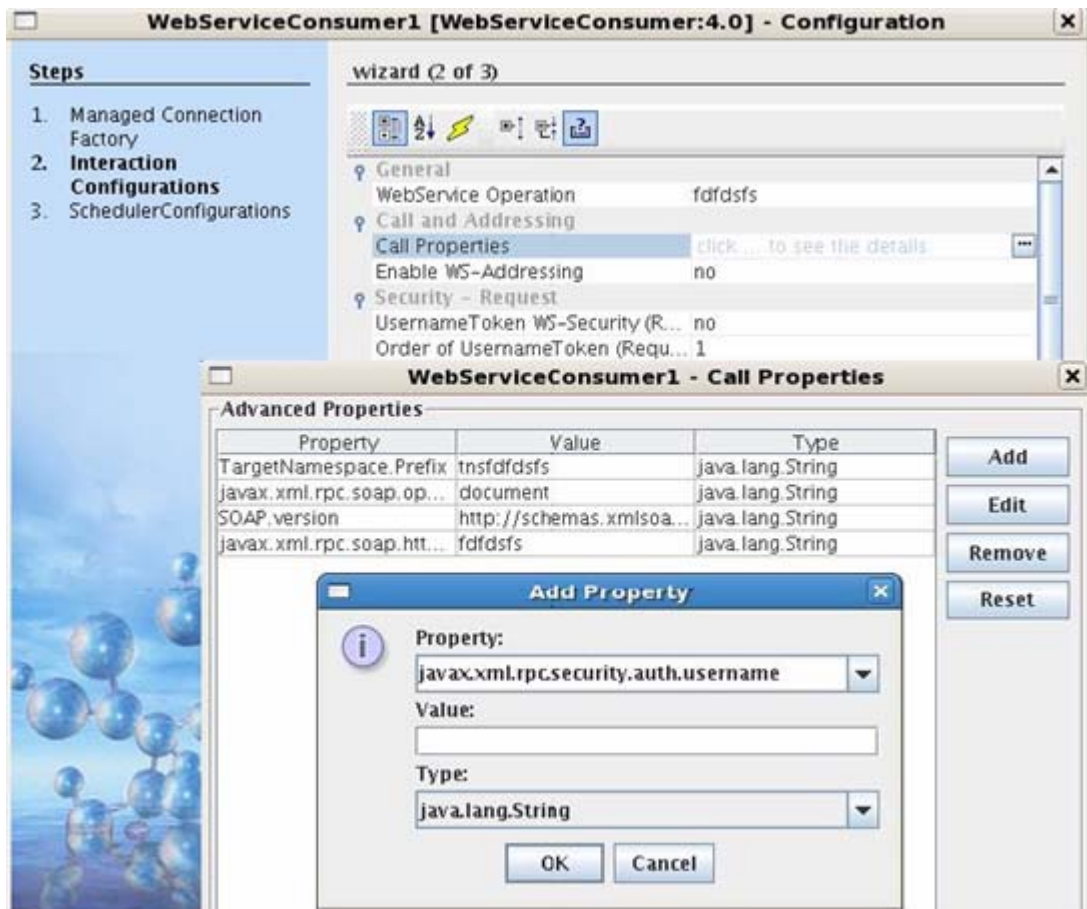 WebServiceConsumer1 [WebServiceConsumer:4.0] - Configuration
Steps
1. Managed Connection
Factory
2. Interaction
Configurations
3. SchedulerConfigurations
wizard (2 of 3)
General
WebService Operation fdfdsfs
Call and Addressing
Call Properties click ... to see the details ...
Enable WS-Addressing no
Security - Request
UsernameToken WS-Security (R... no
Order of UsernameToken (Requ... 1
WebServiceConsumer1 - Call Properties
Advanced Properties
Property Value Type
TargetNamespace.Prefix tnsfdfdsfs java.lang.String
javax.xml.rpc.soap.op... document java.lang.String
SOAP.version http://schemas.xmlsoa... java.lang.String
javax.xml.rpc.soap.htt... fdfdsfs java.lang.String
Add
Edit
Remove
Reset
Add Property
Property:
javax.xml.rpc.security.auth.username
Value:
Type:
java.lang.String
OK Cancel